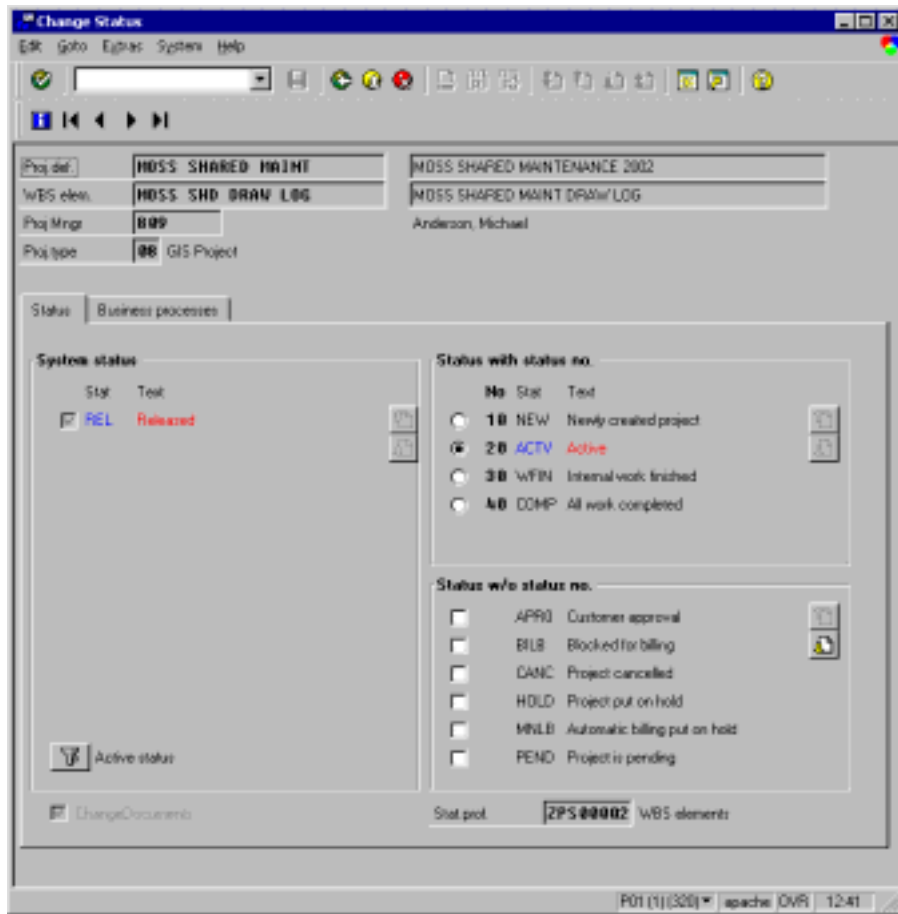 Change Status
Edit Goto Extras System Help
Proj.def. MOSS SHARED MAINT MOSS SHARED MAINTENANCE 2002
WBS elem. MOSS SHD DRAW LOG MOSS SHARED MAINT DRAW LOG
Proj Mngr 809 Anderson, Michael
Proj.type 08 GIS Project
Status Business processes
System status
Stat Text
REL Released
Active status
ChangeDocuments
Status with status no.
No Stat Text
10 NEW Newly created project
20 ACTV Active
30 WFIN Internal work finished
40 COMP All work completed
Status w/o status no.
APRO Customer approval
BILB Blocked for billing
CANC Project cancelled
HOLD Project put on hold
MNLB Automatic billing put on hold
PEND Project is pending
Stat.prof. ZPS00002 WBS elements
P01 (1) (320) apache OVR 12:41